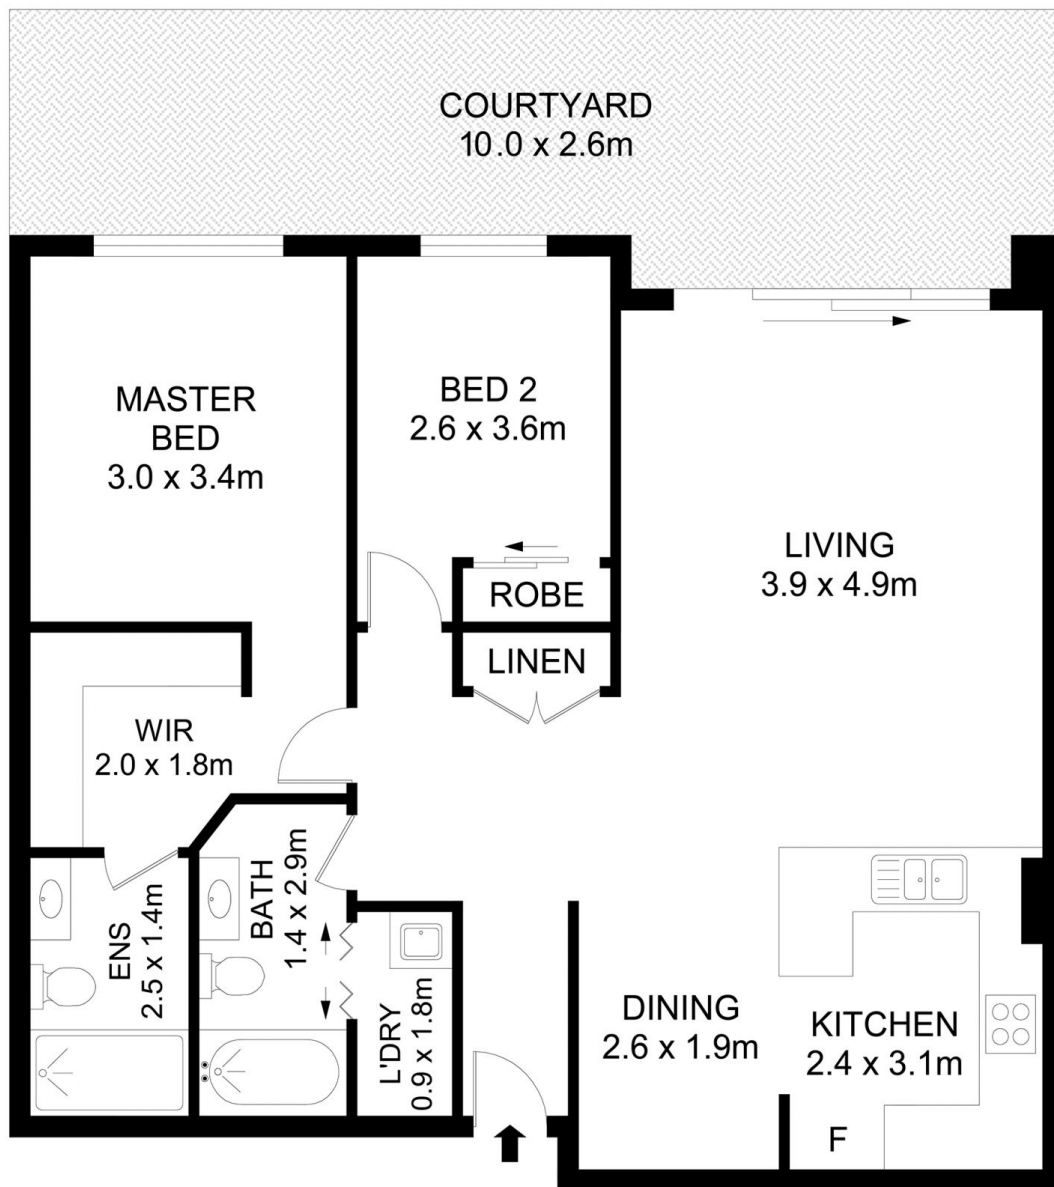 COURTYARD
10.0 x 2.6m
MASTER
BED
3.0 x 3.4m
BED 2
2.6 x 3.6m
ROBE
LINEN
LIVING
3.9 x 4.9m
WIR
2.0 x 1.8m
ENS
2.5 x 1.4m
BATH
1.4 x 2.9m
L'DRY
0.9 x 1.8m
DINING
2.6 x 1.9m
KITCHEN
2.4 x 3.1m
F